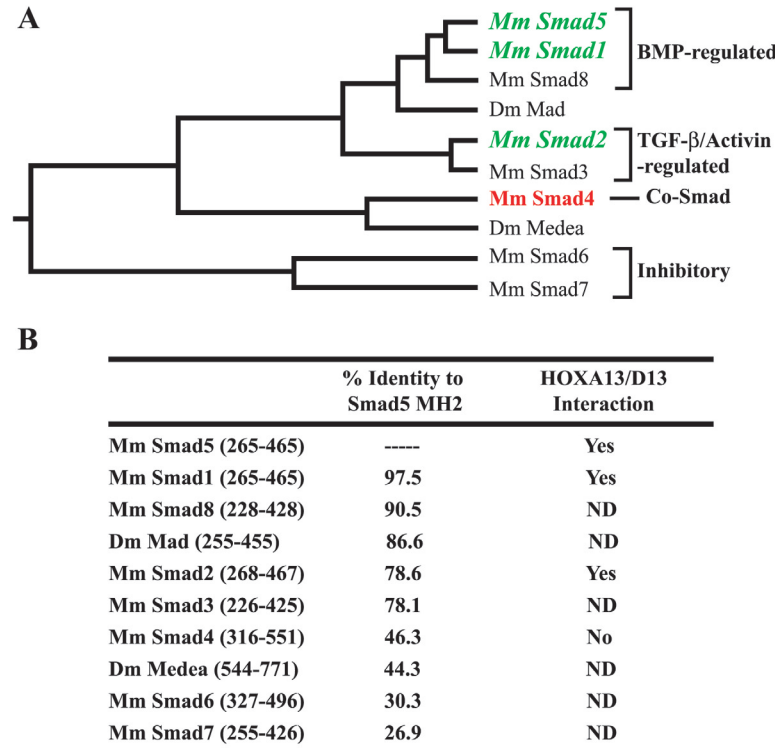 A
Mm Smad5
Mm Smad1
BMP-regulated
Mm Smad8
Dm Mad
Mm Smad2
TGF-β/Activin
-regulated
Mm Smad3
Mm Smad4
Co-Smad
Dm Medea
Mm Smad6
Inhibitory
Mm Smad7
B
% Identity to Smad5 MH2
HOXA13/D13 Interaction
Mm Smad5 (265-465) ----- Yes
Mm Smad1 (265-465) 97.5 Yes
Mm Smad8 (228-428) 90.5 ND
Dm Mad (255-455) 86.6 ND
Mm Smad2 (268-467) 78.6 Yes
Mm Smad3 (226-425) 78.1 ND
Mm Smad4 (316-551) 46.3 No
Dm Medea (544-771) 44.3 ND
Mm Smad6 (327-496) 30.3 ND
Mm Smad7 (255-426) 26.9 ND